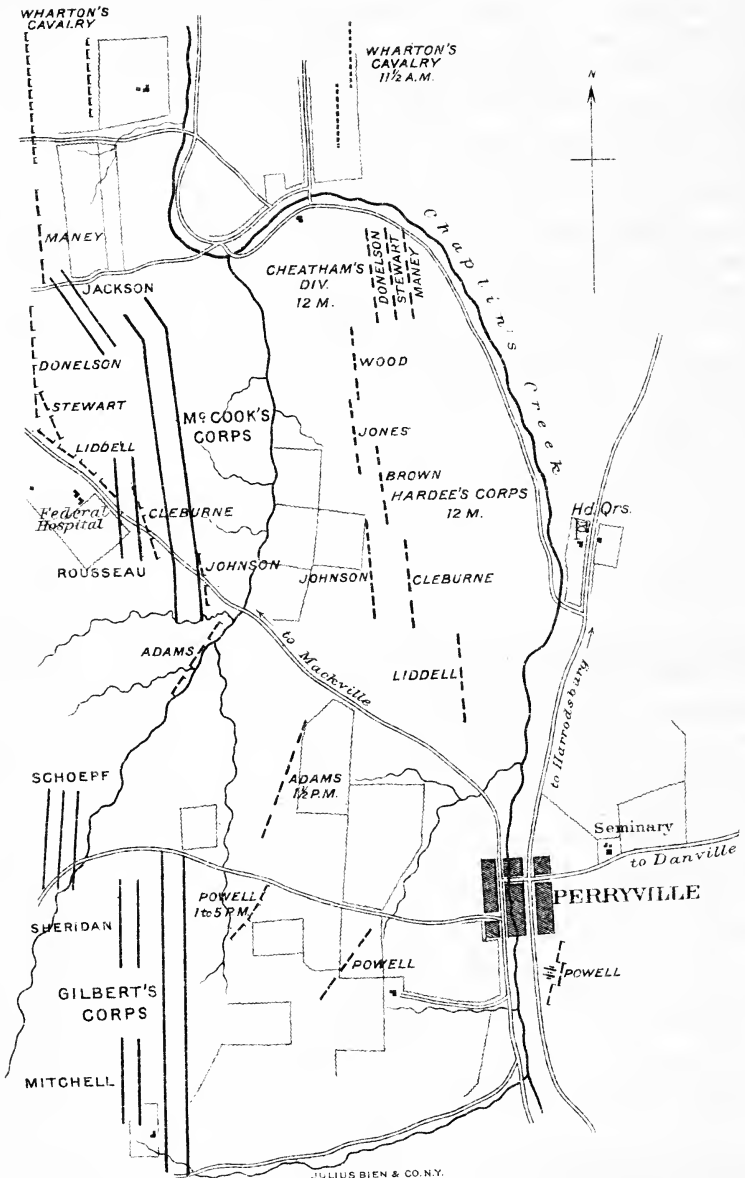 WHARTON'S
CAVALRY
WHARTON'S
CAVALRY
11½ A.M.
N
MANEY
JACKSON
CHEATHAM'S
DIV.
12 M.
DONELSON
STEWART
MANEY
Chaplin's Creek
DONELSON
STEWART
LIDDELL
McCOOK'S
CORPS
WOOD
JONES
BROWN
HARDEE'S CORPS
12 M.
Hd. Qrs.
Federal
Hospital
CLEBURNE
ROUSSEAU
JOHNSON
JOHNSON
CLEBURNE
ADAMS
to Mackville
LIDDELL
to Harrodsburg
SCHOEPF
ADAMS
1½ P.M.
Seminary
to Danville
PERRYVILLE
POWELL
1 to 5 P.M.
SHERIDAN
POWELL
POWELL
GILBERT'S
CORPS
MITCHELL
JULIUS BIEN & CO. N.Y.